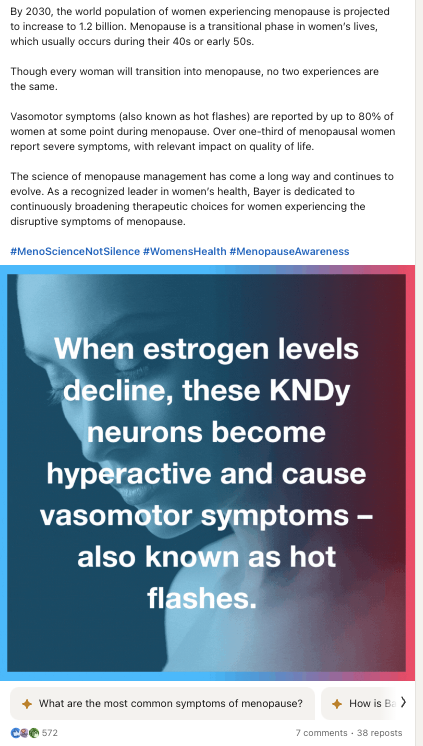 By 2030, the world population of women experiencing menopause is projected
to increase to 1.2 billion. Menopause is a transitional phase in women's lives,
which usually occurs during their 40s or early 50s.
Though every woman will transition into menopause, no two experiences are
the same.
Vasomotor symptoms (also known as hot flashes) are reported by up to 80% of
women at some point during menopause. Over one-third of menopausal women
report severe symptoms, with relevant impact on quality of life.
The science of menopause management has come a long way and continues to
evolve. As a recognized leader in women's health, Bayer is dedicated to
continuously broadening therapeutic choices for women experiencing the
disruptive symptoms of menopause.
#MenoScienceNotSilence #WomensHealth #MenopauseAwareness
When estrogen levels
decline, these KNDy
neurons become
hyperactive and cause
vasomotor symptoms –
also known as hot
flashes.
What are the most common symptoms of menopause?
How is Ba
572
7 comments · 38 reposts